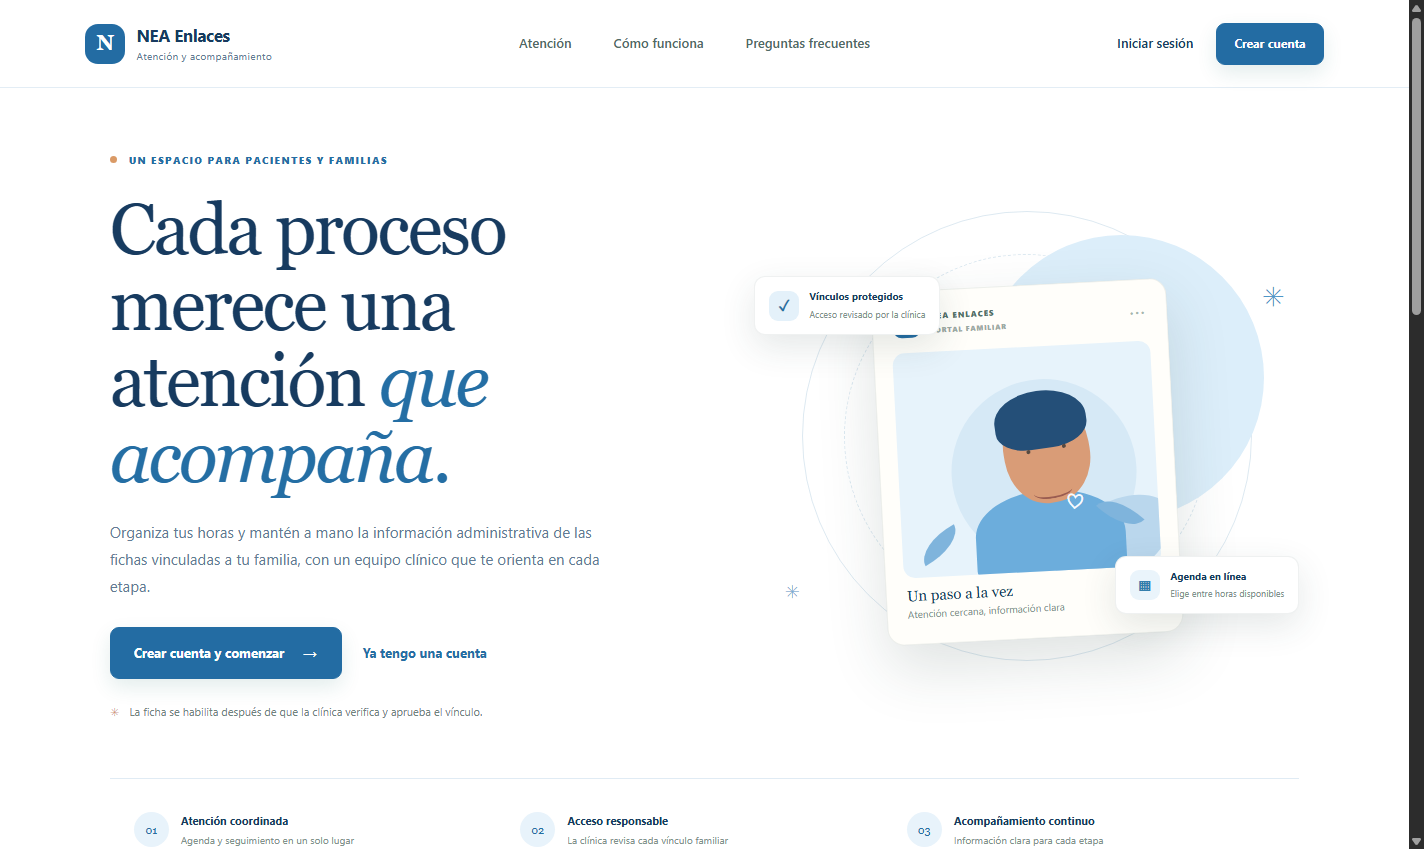 N
NEA Enlaces
Atención y acompañamiento
Atención
Cómo funciona
Preguntas frecuentes
Iniciar sesión
Crear cuenta
UN ESPACIO PARA PACIENTES Y FAMILIAS
Cada proceso
merece una
atención que
acompaña.
Organiza tus horas y mantén a mano la información administrativa de las
fichas vinculadas a tu familia, con un equipo clínico que te orienta en cada
etapa.
Crear cuenta y comenzar →
Ya tengo una cuenta
La ficha se habilita después de que la clínica verifica y aprueba el vínculo.
Vínculos protegidos
Acceso revisado por la clínica
EA ENLACES
ORTAL FAMILIAR
Un paso a la vez
Atención cercana, información clara
Agenda en línea
Elige entre horas disponibles
01
Atención coordinada
Agenda y seguimiento en un solo lugar
02
Acceso responsable
La clínica revisa cada vínculo familiar
03
Acompañamiento continuo
Información clara para cada etapa